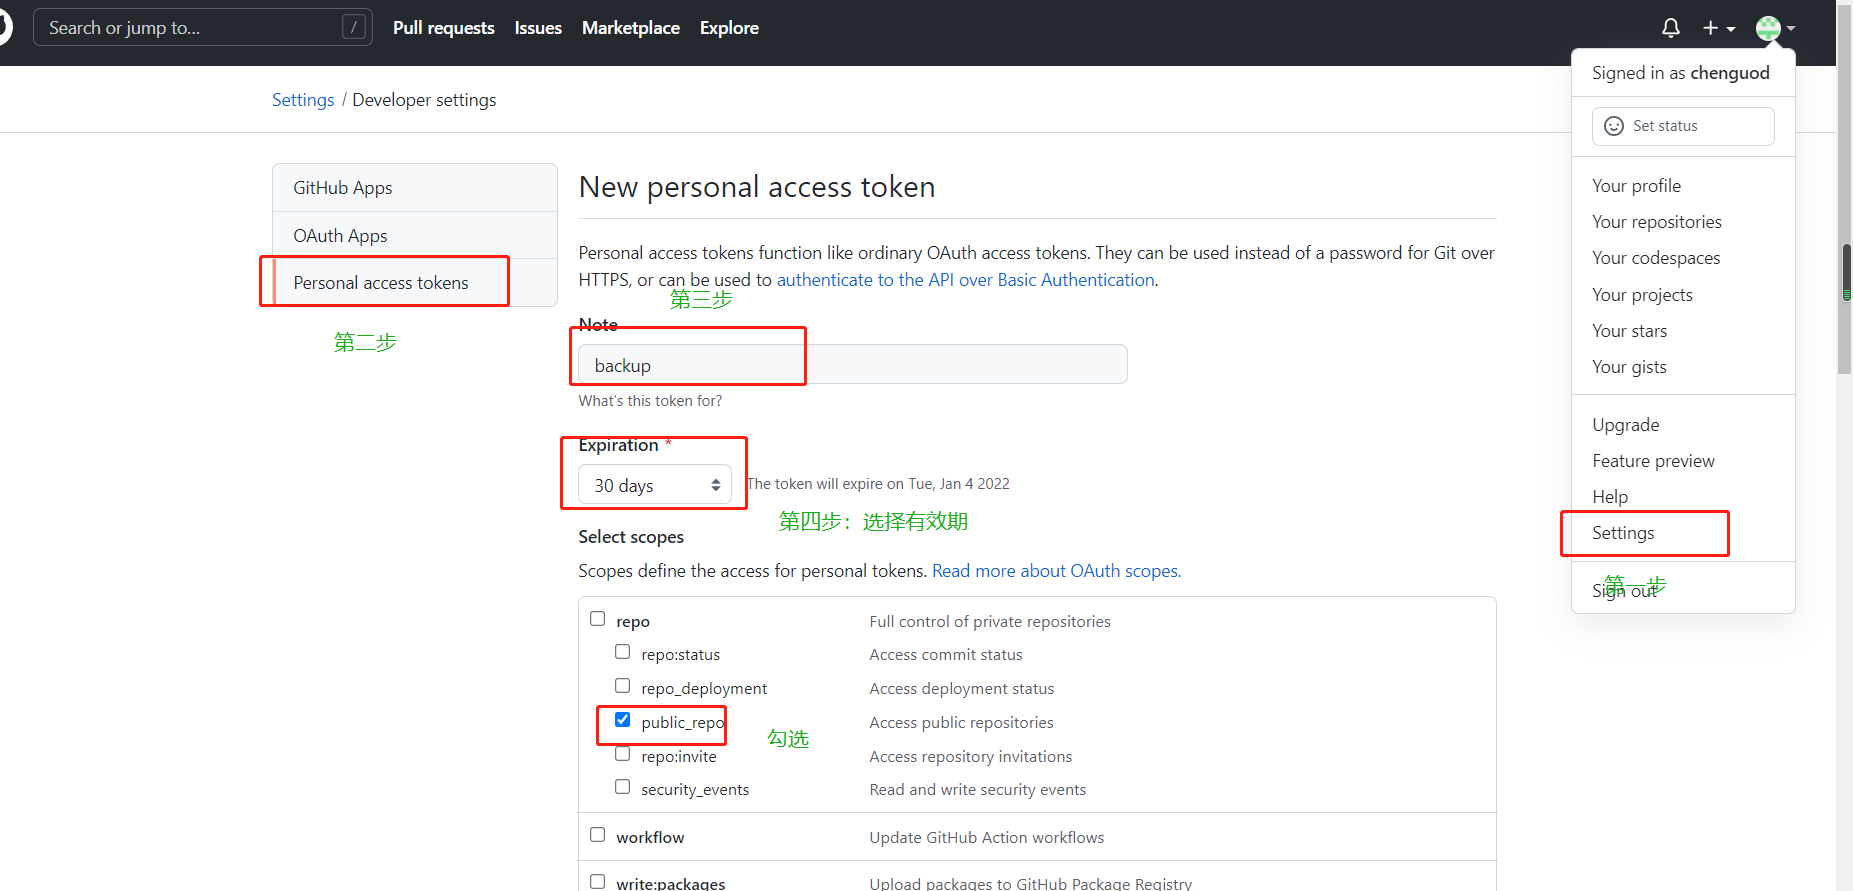 Search or jump to...
/
Pull requests
Issues
Marketplace
Explore
Signed in as chenguod
Set status
Your profile
Your repositories
Your codespaces
Your projects
Your stars
Your gists
Upgrade
Feature preview
Help
Settings
第一步
Sign out
Settings / Developer settings
GitHub Apps
OAuth Apps
Personal access tokens
第二步
New personal access token
Personal access tokens function like ordinary OAuth access tokens. They can be used instead of a password for Git over
HTTPS, or can be used to authenticate to the API over Basic Authentication.
第三步
Note
backup
What's this token for?
Expiration *
30 days
The token will expire on Tue, Jan 4 2022
第四步：选择有效期
Select scopes
Scopes define the access for personal tokens. Read more about OAuth scopes.
repo Full control of private repositories
repo:status Access commit status
repo_deployment Access deployment status
public_repo Access public repositories
勾选
repo:invite Access repository invitations
security_events Read and write security events
workflow Update GitHub Action workflows
write:packages Upload packages to GitHub Package Registry